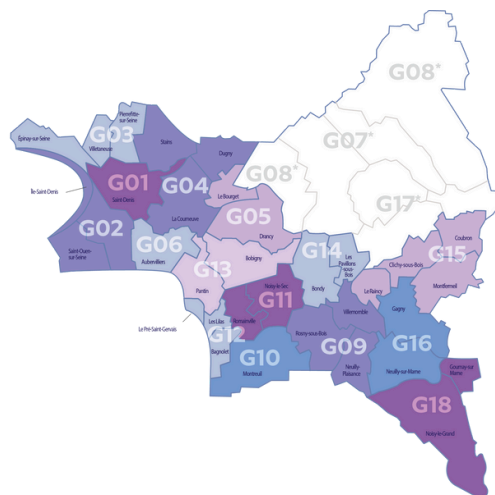 G08*
Pierrefitte-
sur-Seine
Épinay-sur-Seine
G03
Villetaneuse
Stains
G07*
Dugny
G08*
G01
G04
Île-Saint-Denis
Saint-Denis
Le Bourget
G17*
La Courneuve
G05
G02
G06
Drancy
G14
Coubron
Saint-Ouen-
sur-Seine
Aubervilliers
Bobigny
Les
Pavillons
sous-
Bois
G15
Clichy-sous-Bois
G13
Bondy
Montfermeil
Pantin
Noisy-le-Sec
Le Raincy
G11
Gagny
Le Pré-Saint-Gervais
Les Lilas
Romainville
Villemomble
G12
Rosny-sous-Bois
G09
G16
Bagnolet
G10
Neuilly-
Plaisance
Gournay-sur
Marne
Montreuil
Neuilly-sur-Marne
G18
Noisy-le-Grand